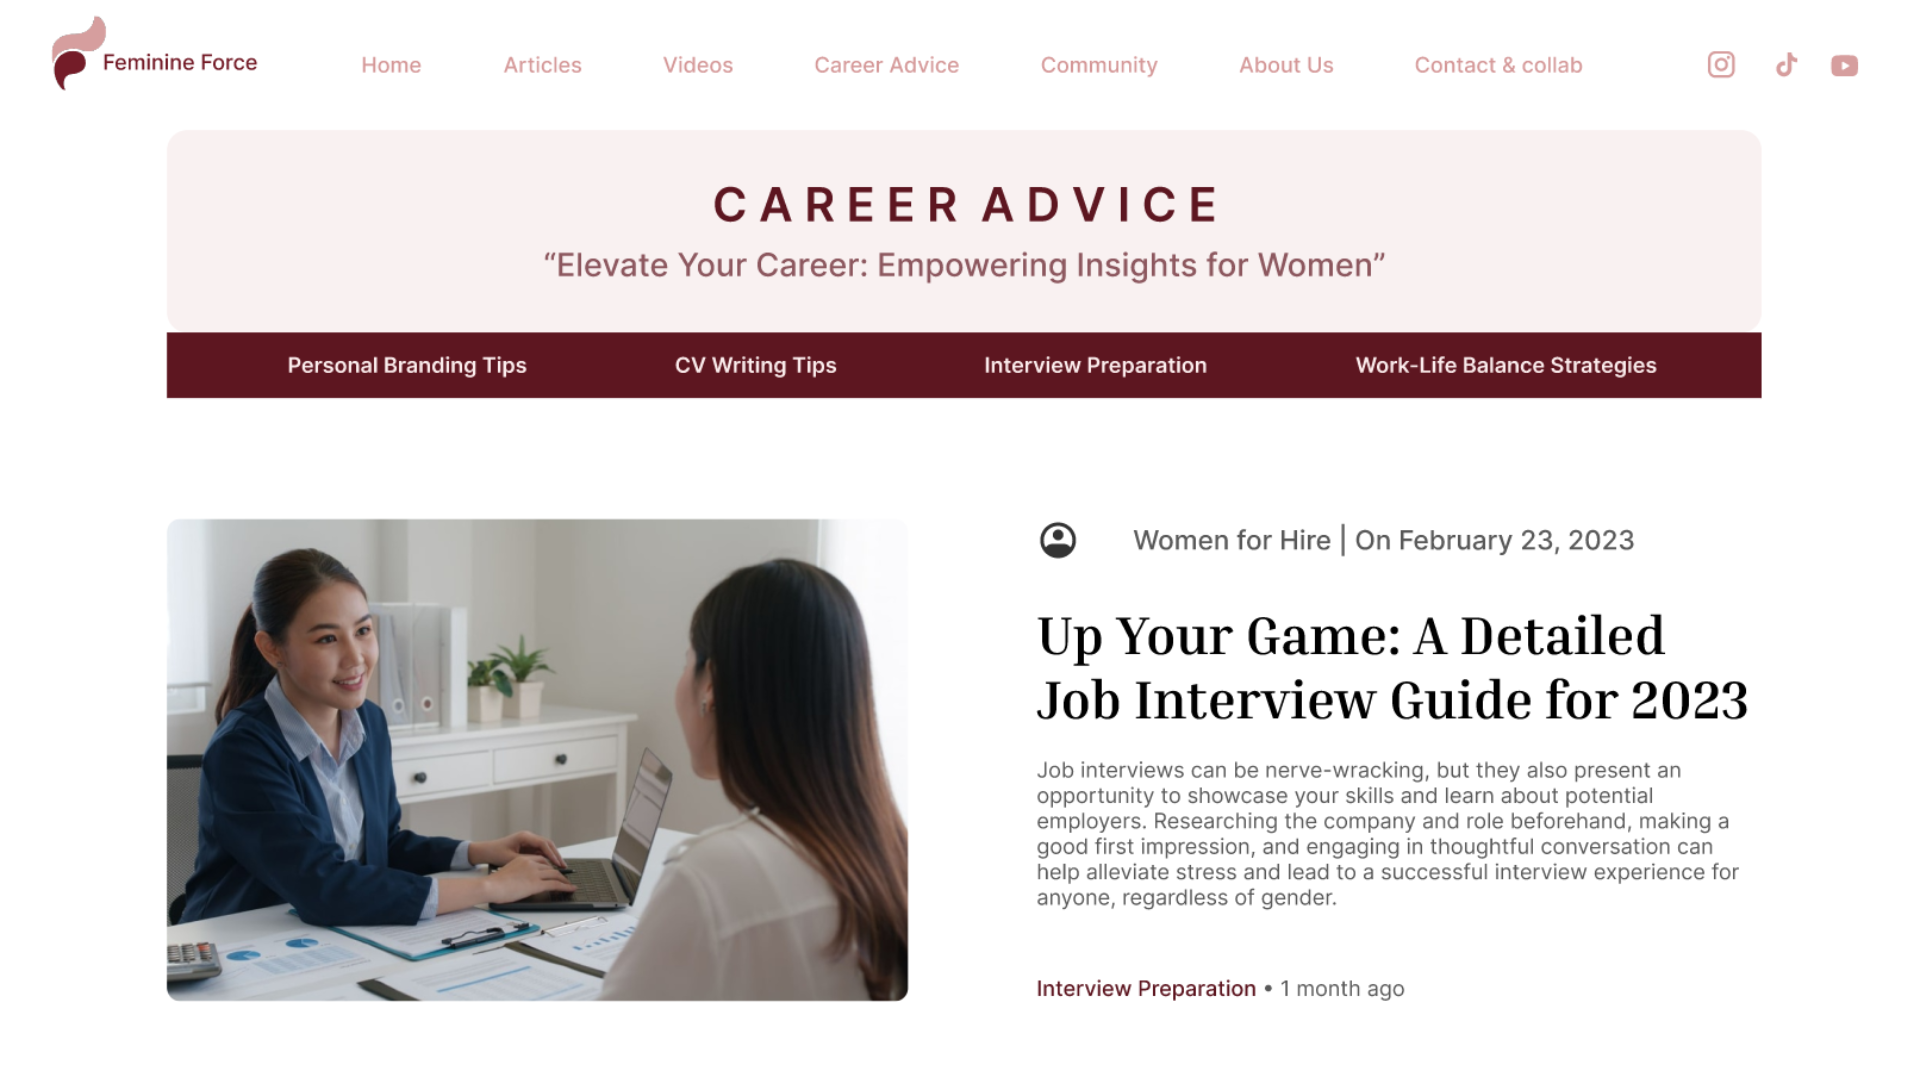 Feminine Force
Home
Articles
Videos
Career Advice
Community
About Us
Contact & collab
CAREER ADVICE
“Elevate Your Career: Empowering Insights for Women”
Personal Branding Tips
CV Writing Tips
Interview Preparation
Work-Life Balance Strategies
Women for Hire | On February 23, 2023
Up Your Game: A Detailed
Job Interview Guide for 2023
Job interviews can be nerve-wracking, but they also present an
opportunity to showcase your skills and learn about potential
employers. Researching the company and role beforehand, making a
good first impression, and engaging in thoughtful conversation can
help alleviate stress and lead to a successful interview experience for
anyone, regardless of gender.
Interview Preparation • 1 month ago